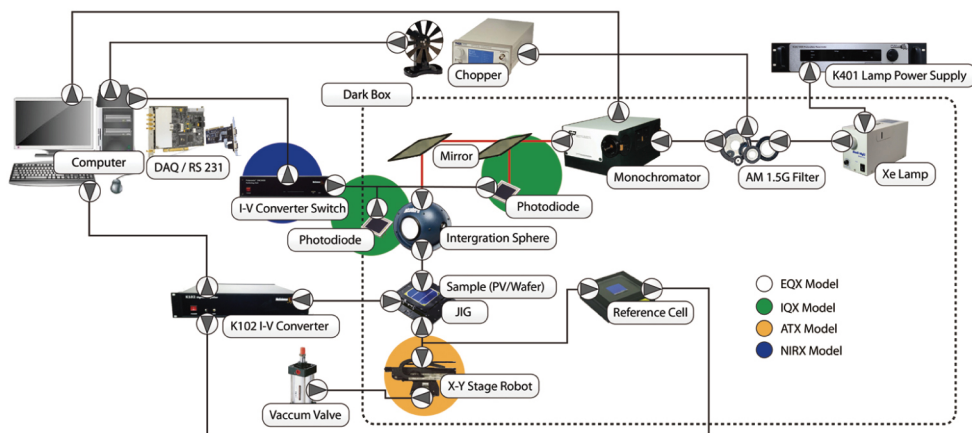 Chopper
K401 Lamp Power Supply
Dark Box
Computer
DAQ / RS 231
Mirror
Monochromator
AM 1.5G Filter
Xe Lamp
I-V Converter Switch
Photodiode
Photodiode
Intergration Sphere
Sample (PV/Wafer)
JIG
Reference Cell
K102
K102 I-V Converter
X-Y Stage Robot
Vaccum Valve
EQX Model
IQX Model
ATX Model
NIRX Model